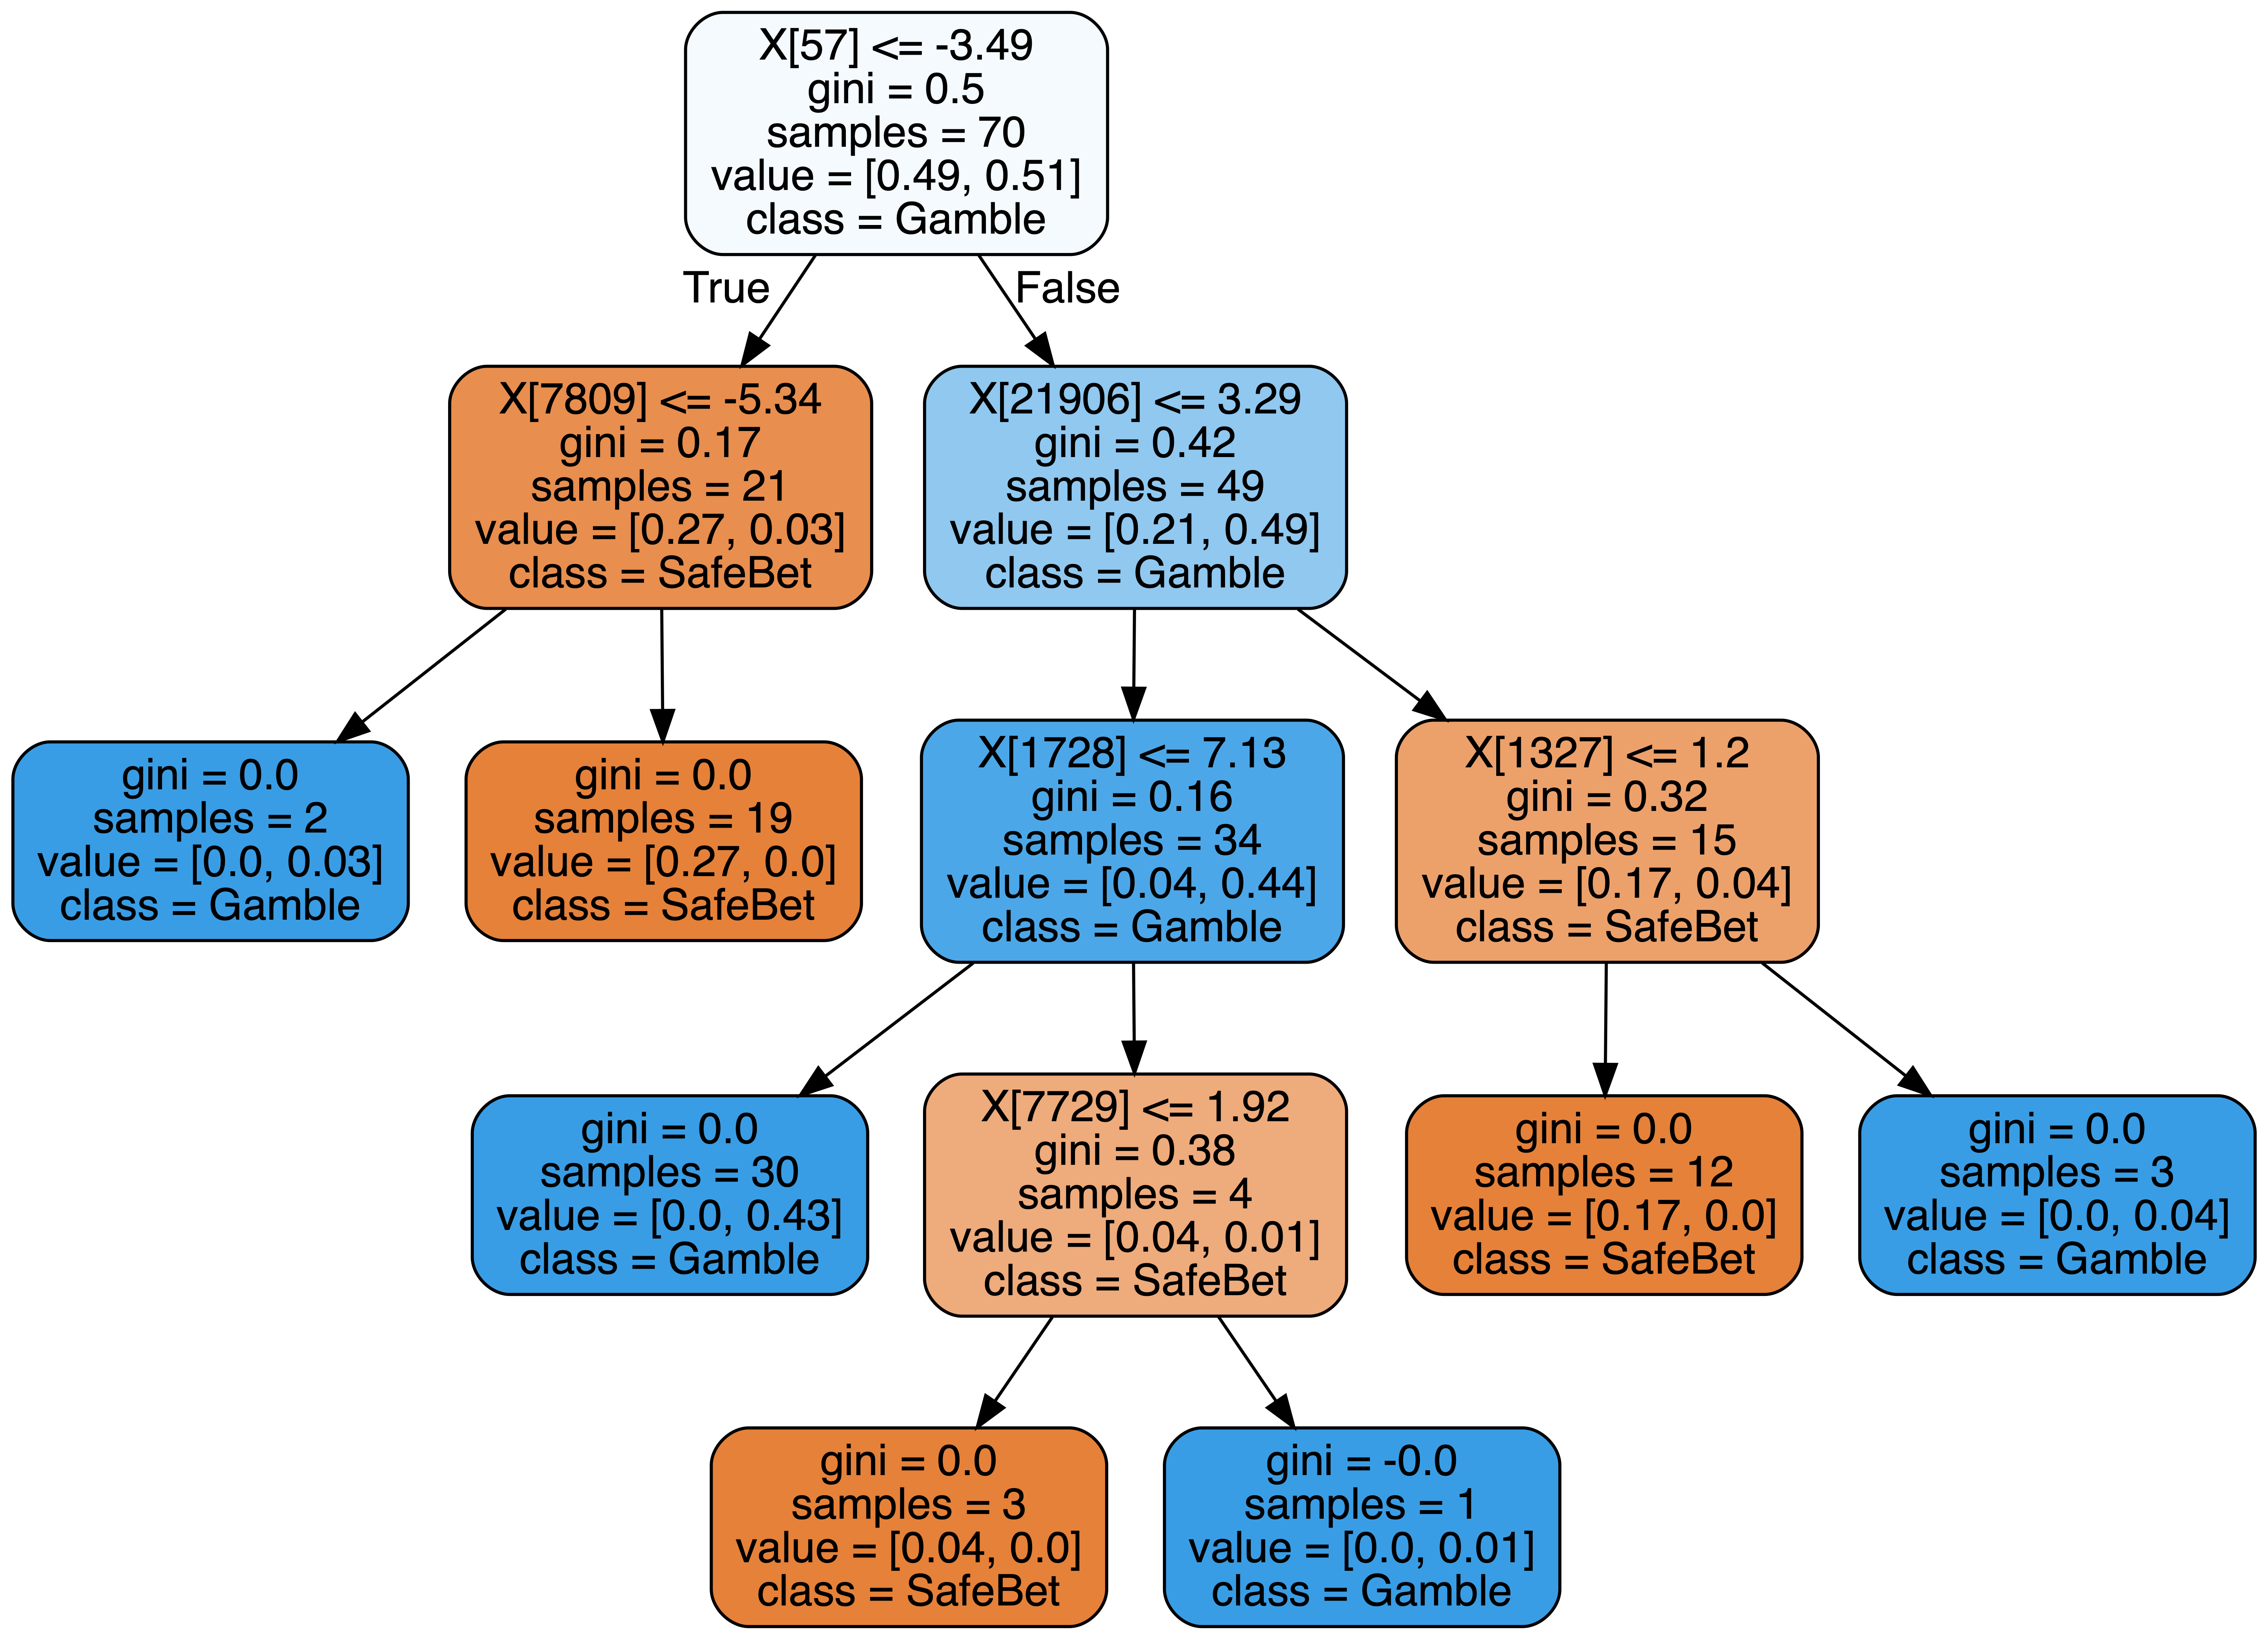 X[57] <= -3.49
gini = 0.5
samples = 70
value = [0.49, 0.51]
class = Gamble
True
False
X[7809] <= -5.34
gini = 0.17
samples = 21
value = [0.27, 0.03]
class = SafeBet
X[21906] <= 3.29
gini = 0.42
samples = 49
value = [0.21, 0.49]
class = Gamble
gini = 0.0
samples = 2
value = [0.0, 0.03]
class = Gamble
gini = 0.0
samples = 19
value = [0.27, 0.0]
class = SafeBet
X[1728] <= 7.13
gini = 0.16
samples = 34
value = [0.04, 0.44]
class = Gamble
X[1327] <= 1.2
gini = 0.32
samples = 15
value = [0.17, 0.04]
class = SafeBet
gini = 0.0
samples = 30
value = [0.0, 0.43]
class = Gamble
X[7729] <= 1.92
gini = 0.38
samples = 4
value = [0.04, 0.01]
class = SafeBet
gini = 0.0
samples = 12
value = [0.17, 0.0]
class = SafeBet
gini = 0.0
samples = 3
value = [0.0, 0.04]
class = Gamble
gini = 0.0
samples = 3
value = [0.04, 0.0]
class = SafeBet
gini = -0.0
samples = 1
value = [0.0, 0.01]
class = Gamble